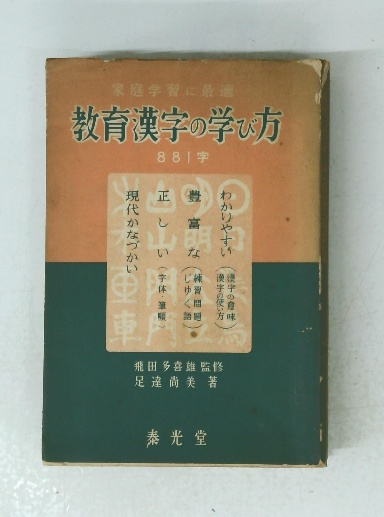 家庭学習に最適
教育漢字の学び方
881字
わかりやすい(漢字の意味 漢字の使い方)
豊富な(練習問題 じゆく語)
正しい(字体・筆順)
現代かなづかい
飛田多喜雄監修
足達尚美著
泰光堂